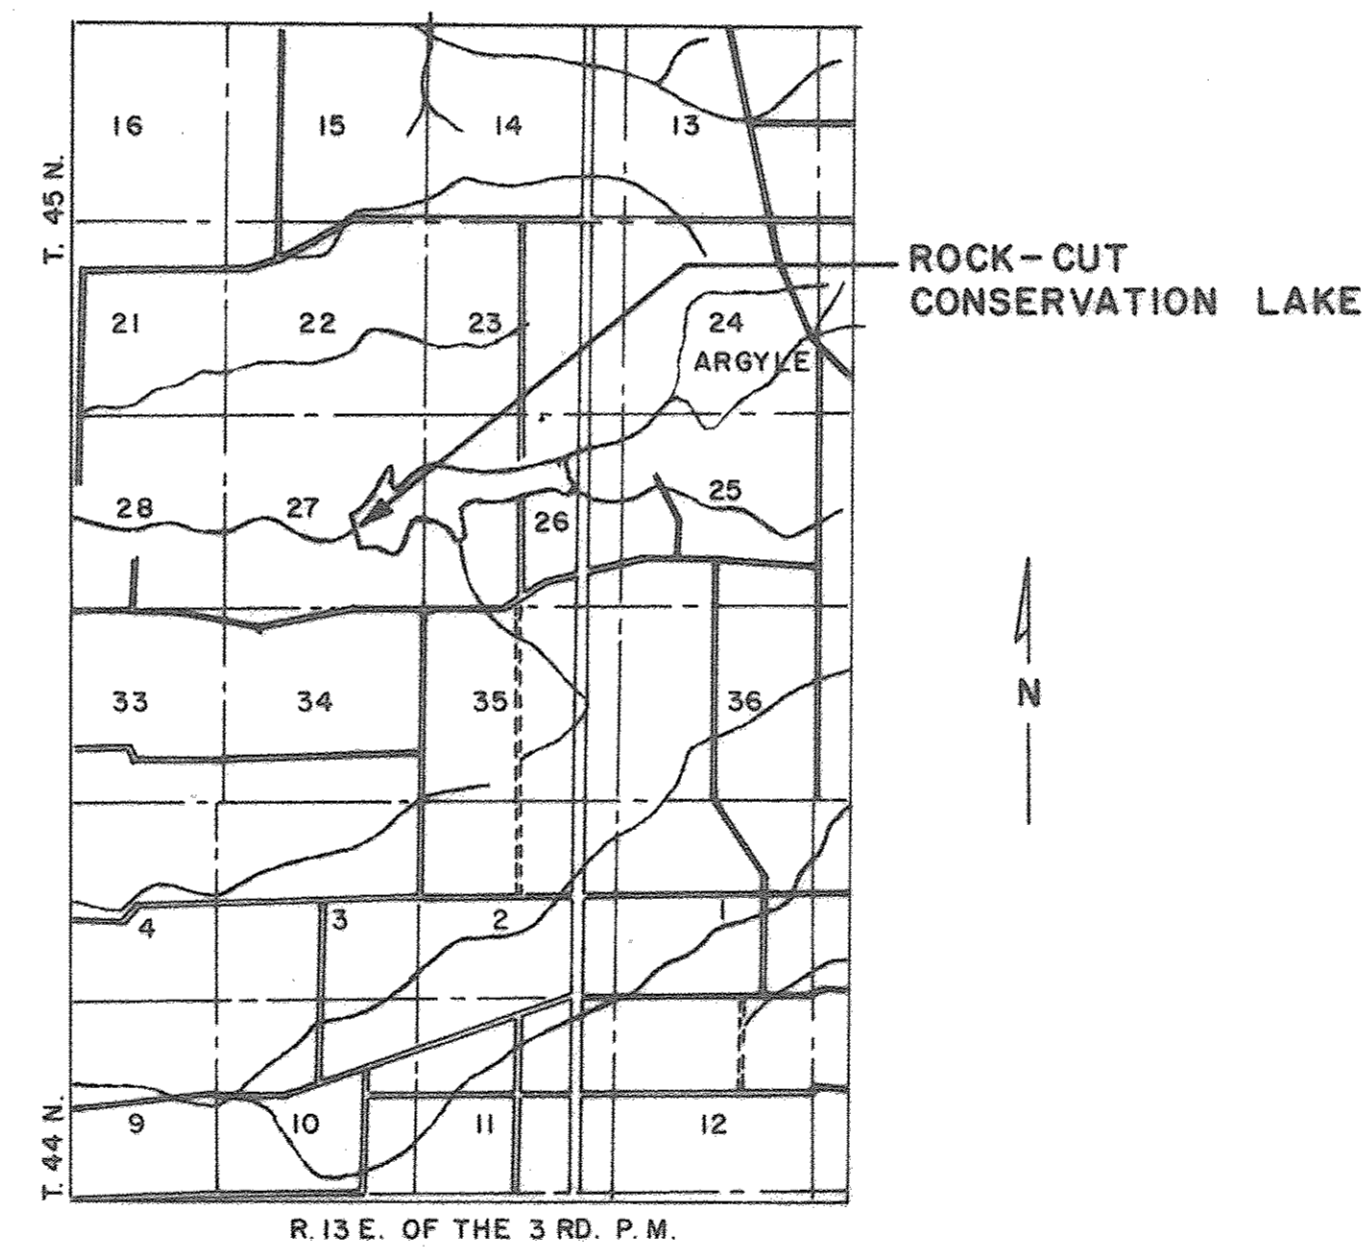 16 15 14 13
T. 45 N.
ROCK-CUT
CONSERVATION LAKE
21 22 23 24
ARGYLE
28 27 26 25
33 34 35 36
N
4 3 2 1
9 10 11 12
T. 44 N.
R. 13 E. OF THE 3 RD. P. M.